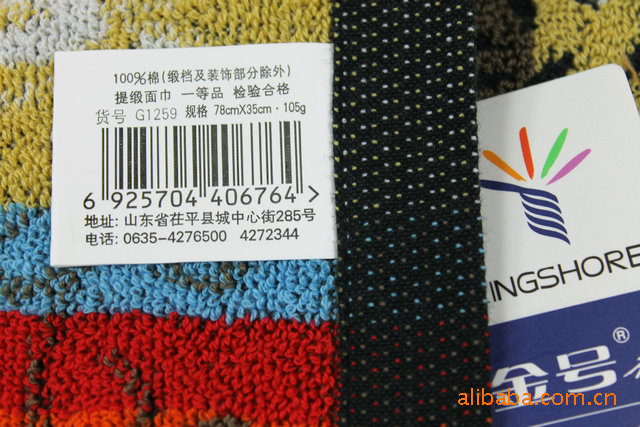 100%棉(缎档及装饰部分除外)
提缎面巾 一等品 检验合格
货号 G1259 规格 78cmX35cm·105g
6 925704 406764 >
地址: 山东省茌平县城中心街285号
电话: 0635-4276500 4272344
INGSHORE
金号®
alibaba.com.cn